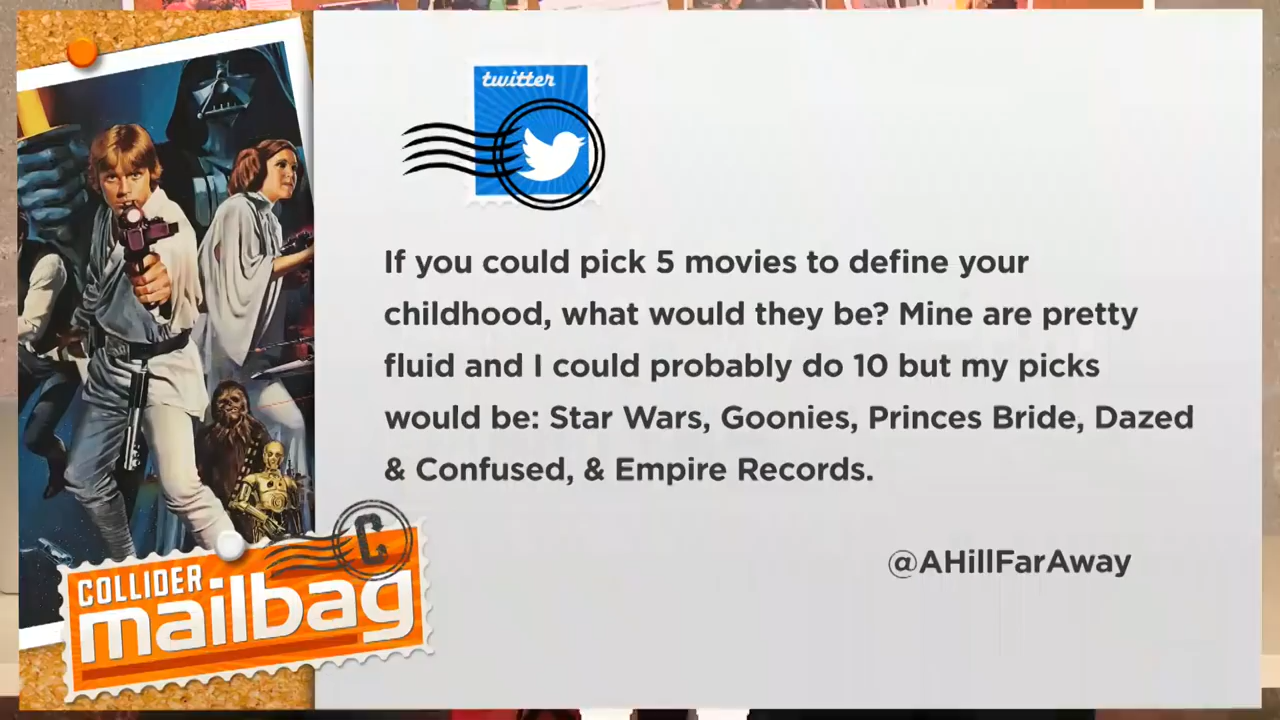 twitter
If you could pick 5 movies to define your
childhood, what would they be? Mine are pretty
fluid and I could probably do 10 but my picks
would be: Star Wars, Goonies, Princes Bride, Dazed
& Confused, & Empire Records.
@AHillFarAway
C
COLLIDER
mailbag